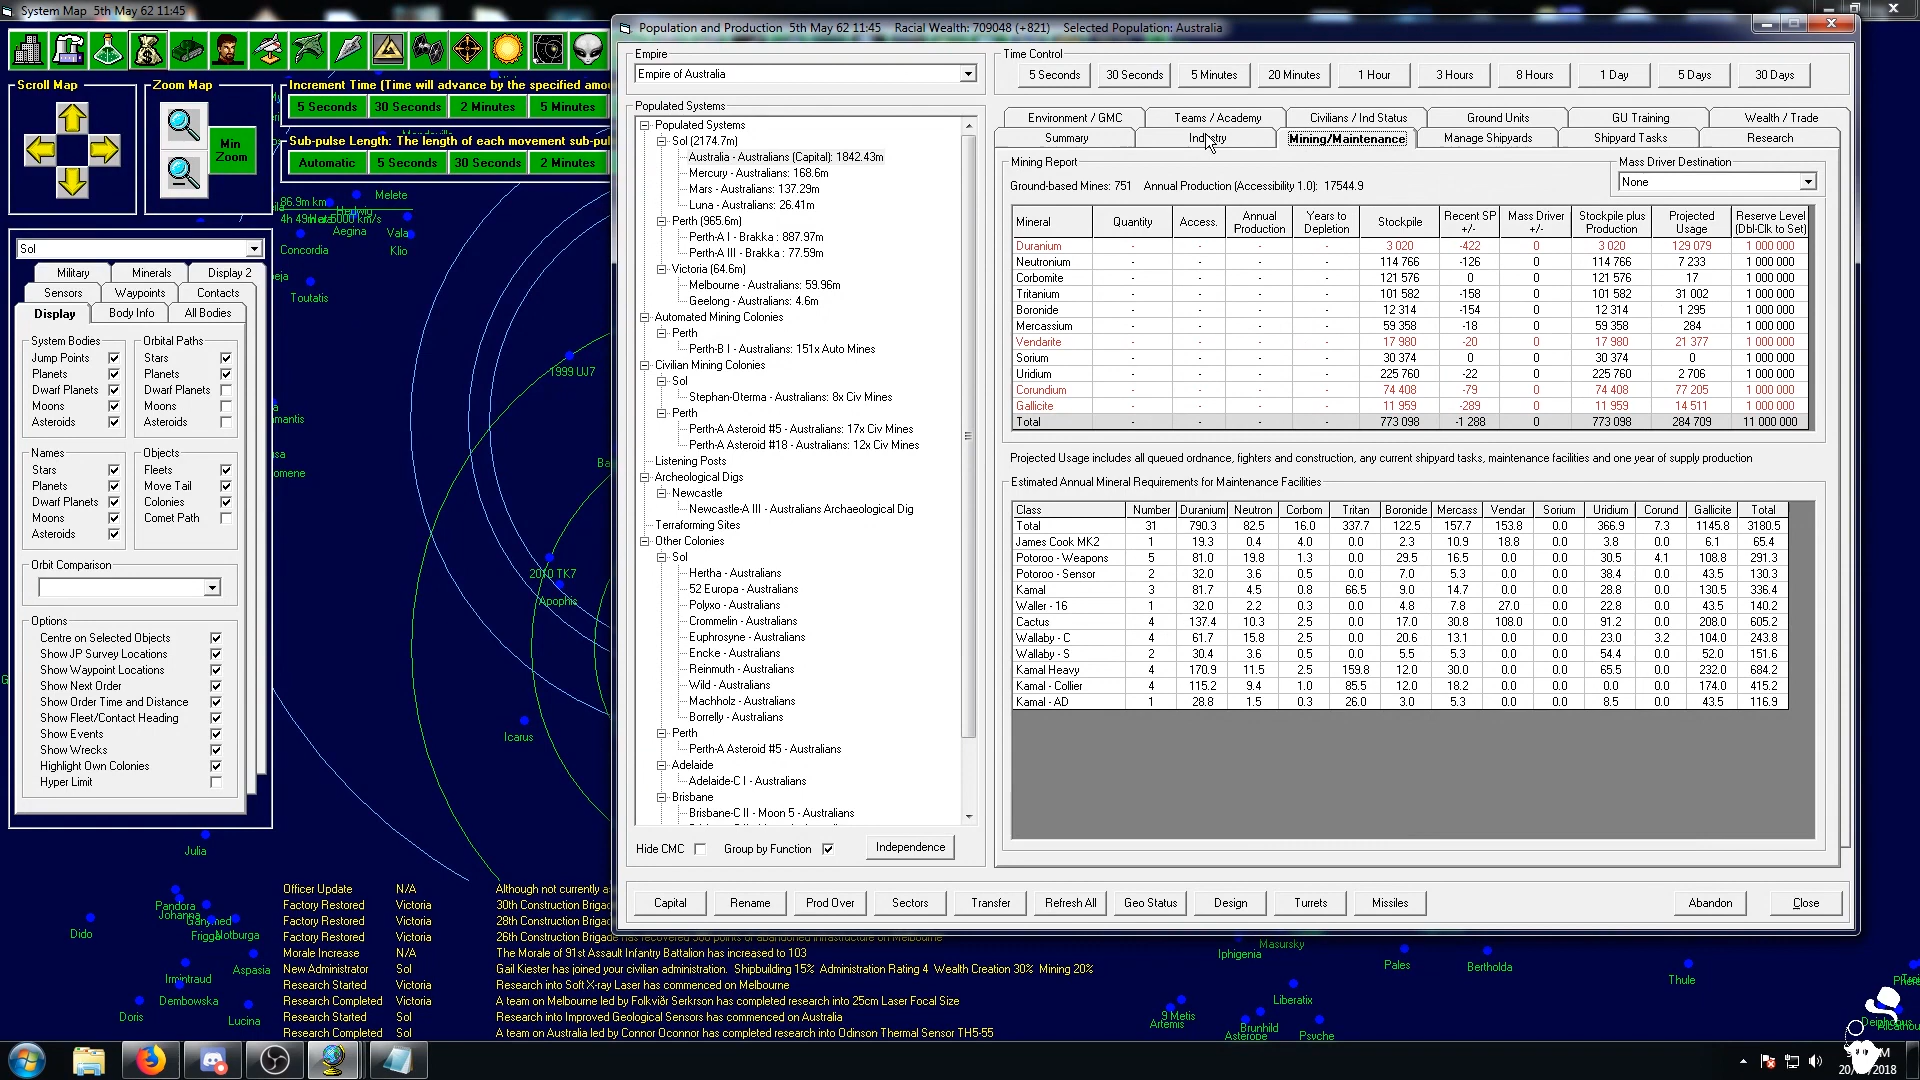 System Map   5th May 62 11:45
Population and Production   5th May 62 11:45     Racial Wealth: 709048 (+821)     Selected Population: Australia
Scroll Map
Zoom Map
Min Zoom
Increment Time (Time will advance by the specified amou
5 Seconds   30 Seconds   2 Minutes   5 Minutes
Sub-pulse Length: The length of each movement sub-pul
Automatic   5 Seconds   30 Seconds   2 Minutes
Empire
Empire of Australia
Time Control
5 Seconds   30 Seconds   5 Minutes   20 Minutes   1 Hour   3 Hours   8 Hours   1 Day   5 Days   30 Days
Environment / GMC   Teams / Academy   Civilians / Ind Status   Ground Units   GU Training   Wealth / Trade
Summary   Industry   Mining/Maintenance   Manage Shipyards   Shipyard Tasks   Research
Populated Systems
Populated Systems
Sol (2174.7m)
Australia - Australians (Capital): 1842.43m
Mercury - Australians: 168.6m
Mars - Australians: 137.29m
Luna - Australians: 26.41m
Perth (965.6m)
Perth-A I - Brakka : 887.97m
Perth-A III - Brakka : 77.59m
Victoria (64.6m)
Melbourne - Australians: 59.96m
Geelong - Australians: 4.6m
Automated Mining Colonies
Perth
Perth-B I - Australians: 151x Auto Mines
Civilian Mining Colonies
Sol
Stephan-Oterma - Australians: 8x Civ Mines
Perth
Perth-A Asteroid #5 - Australians: 17x Civ Mines
Perth-A Asteroid #18 - Australians: 12x Civ Mines
Listening Posts
Archeological Digs
Newcastle
Newcastle-A III - Australians Archaeological Dig
Terraforming Sites
Other Colonies
Sol
Hertha - Australians
52 Europa - Australians
Polyxo - Australians
Crommelin - Australians
Euphrosyne - Australians
Encke - Australians
Reinmuth - Australians
Wild - Australians
Machholz - Australians
Borrelly - Australians
Perth
Perth-A Asteroid #5 - Australians
Adelaide
Adelaide-C I - Australians
Brisbane
Brisbane-C II - Moon 5 - Australians
Hide CMC   Group by Function   Independence
Mining Report
Ground-based Mines: 751   Annual Production (Accessibility 1.0):  17544.9
Mass Driver Destination
None
Mineral   Quantity   Access.   Annual Production   Years to Depletion   Stockpile   Recent SP +/-   Mass Driver +/-   Stockpile plus Production   Projected Usage   Reserve Level (Dbl-Clk to Set)
Duranium   -   -   -   -   3 020   -422   0   3 020   129 079   1 000 000
Neutronium   -   -   -   -   114 766   -126   0   114 766   7 233   1 000 000
Corbomite   -   -   -   -   121 576   0   0   121 576   17   1 000 000
Tritanium   -   -   -   -   101 582   -158   0   101 582   31 002   1 000 000
Boronide   -   -   -   -   12 314   -154   0   12 314   1 295   1 000 000
Mercassium   -   -   -   -   59 358   -18   0   59 358   284   1 000 000
Vendarite   -   -   -   -   17 980   -20   0   17 980   21 377   1 000 000
Sorium   -   -   -   -   30 374   0   0   30 374   0   1 000 000
Uridium   -   -   -   -   225 760   -22   0   225 760   2 706   1 000 000
Corundium   -   -   -   -   74 408   -79   0   74 408   77 205   1 000 000
Gallicite   -   -   -   -   11 959   -289   0   11 959   14 511   1 000 000
Total   773 098   -1 288   0   773 098   284 709   11 000 000
Projected Usage includes all queued ordnance, fighters and construction, any current shipyard tasks, maintenance facilities and one year of supply production
Estimated Annual Mineral Requirements for Maintenance Facilities
Class   Number   Duranium   Neutron   Corbom   Tritan   Boronide   Mercass   Vendar   Sorium   Uridium   Corund   Gallicite   Total
Total   31   790.3   82.5   16.0   337.7   122.5   157.7   153.8   0.0   366.9   7.3   1145.8   3180.5
James Cook MK2   1   19.3   0.4   4.0   0.0   2.3   10.9   18.8   0.0   3.8   0.0   6.1   65.4
Potoroo - Weapons   5   81.0   19.8   1.3   0.0   29.5   16.5   0.0   0.0   30.5   4.1   108.8   291.3
Potoroo - Sensor   2   32.0   3.6   0.5   0.0   7.0   5.3   0.0   0.0   38.4   0.0   43.5   130.3
Kamal   3   81.7   4.5   0.8   66.5   9.0   14.7   0.0   0.0   28.8   0.0   130.5   336.4
Waller - 16   1   32.0   2.2   0.3   0.0   4.8   7.8   27.0   0.0   22.8   0.0   43.5   140.2
Cactus   4   137.4   10.3   2.5   0.0   17.0   30.8   108.0   0.0   91.2   0.0   208.0   605.2
Wallaby - C   4   61.7   15.8   2.5   0.0   20.6   13.1   0.0   0.0   23.0   3.2   104.0   243.8
Wallaby - S   2   30.4   3.6   0.5   0.0   5.5   5.3   0.0   0.0   54.4   0.0   52.0   151.6
Kamal Heavy   4   170.9   11.5   2.5   159.8   12.0   30.0   0.0   0.0   65.5   0.0   232.0   684.2
Kamal - Collier   4   115.2   9.4   1.0   85.5   12.0   18.2   0.0   0.0   0.0   0.0   174.0   415.2
Kamal - AD   1   28.8   1.5   0.3   26.0   3.0   5.3   0.0   0.0   8.5   0.0   43.5   116.9
Capital   Rename   Prod Over   Sectors   Transfer   Refresh All   Geo Status   Design   Turrets   Missiles   Abandon   Close
Sol
Military   Minerals   Display 2
Sensors   Waypoints   Contacts
Display   Body Info   All Bodies
System Bodies
Jump Points
Planets
Dwarf Planets
Moons
Asteroids
Orbital Paths
Stars
Planets
Dwarf Planets
Moons
Asteroids
Names
Stars
Planets
Dwarf Planets
Moons
Asteroids
Objects
Fleets
Move Tail
Colonies
Comet Path
Orbit Comparison
Options
Centre on Selected Objects
Show JP Survey Locations
Show Waypoint Locations
Show Next Order
Show Order Time and Distance
Show Fleet/Contact Heading
Show Events
Show Wrecks
Highlight Own Colonies
Hyper Limit
Melete
86.9m km
Hedwig
Aegina
Vala
Concordia
Klio
Toutatis
1999 UJ7
2010 TK7
Apophis
Icarus
Julia
Pandora
Johanna
Ganymed
Frigga
Notburga
Dido
Aspasia
Irmintraud
Dembowska
Doris
Lucina
Officer Update   N/A   Although not currently a
Factory Restored   Victoria   30th Construction Brigad
Factory Restored   Victoria   28th Construction Brigad
Factory Restored   Victoria   26th Construction Brigade has recovered 360 points of abandoned infrastructure on Melbourne
Morale Increase   N/A   The Morale of 91st Assault Infantry Battalion has increased to 103
New Administrator   Sol   Gail Kiester has joined your civilian administration.  Shipbuilding 15%  Administration Rating 4  Wealth Creation 30%  Mining 20%
Research Started   Victoria   Research into Soft X-ray Laser has commenced on Melbourne
Research Completed   Victoria   A team on Melbourne led by Folkviðr Serkrson has completed research into 25cm Laser Focal Size
Research Started   Sol   Research into Improved Geological Sensors has commenced on Australia
Research Completed   Sol   A team on Australia led by Connor Oconnor has completed research into Odinson Thermal Sensor TH5-55
Iphigenia
Masursky
Pales
Bertholda
Thule
Liberatix
9 Metis
Artemis
Brunhild
Asterope
Psyche